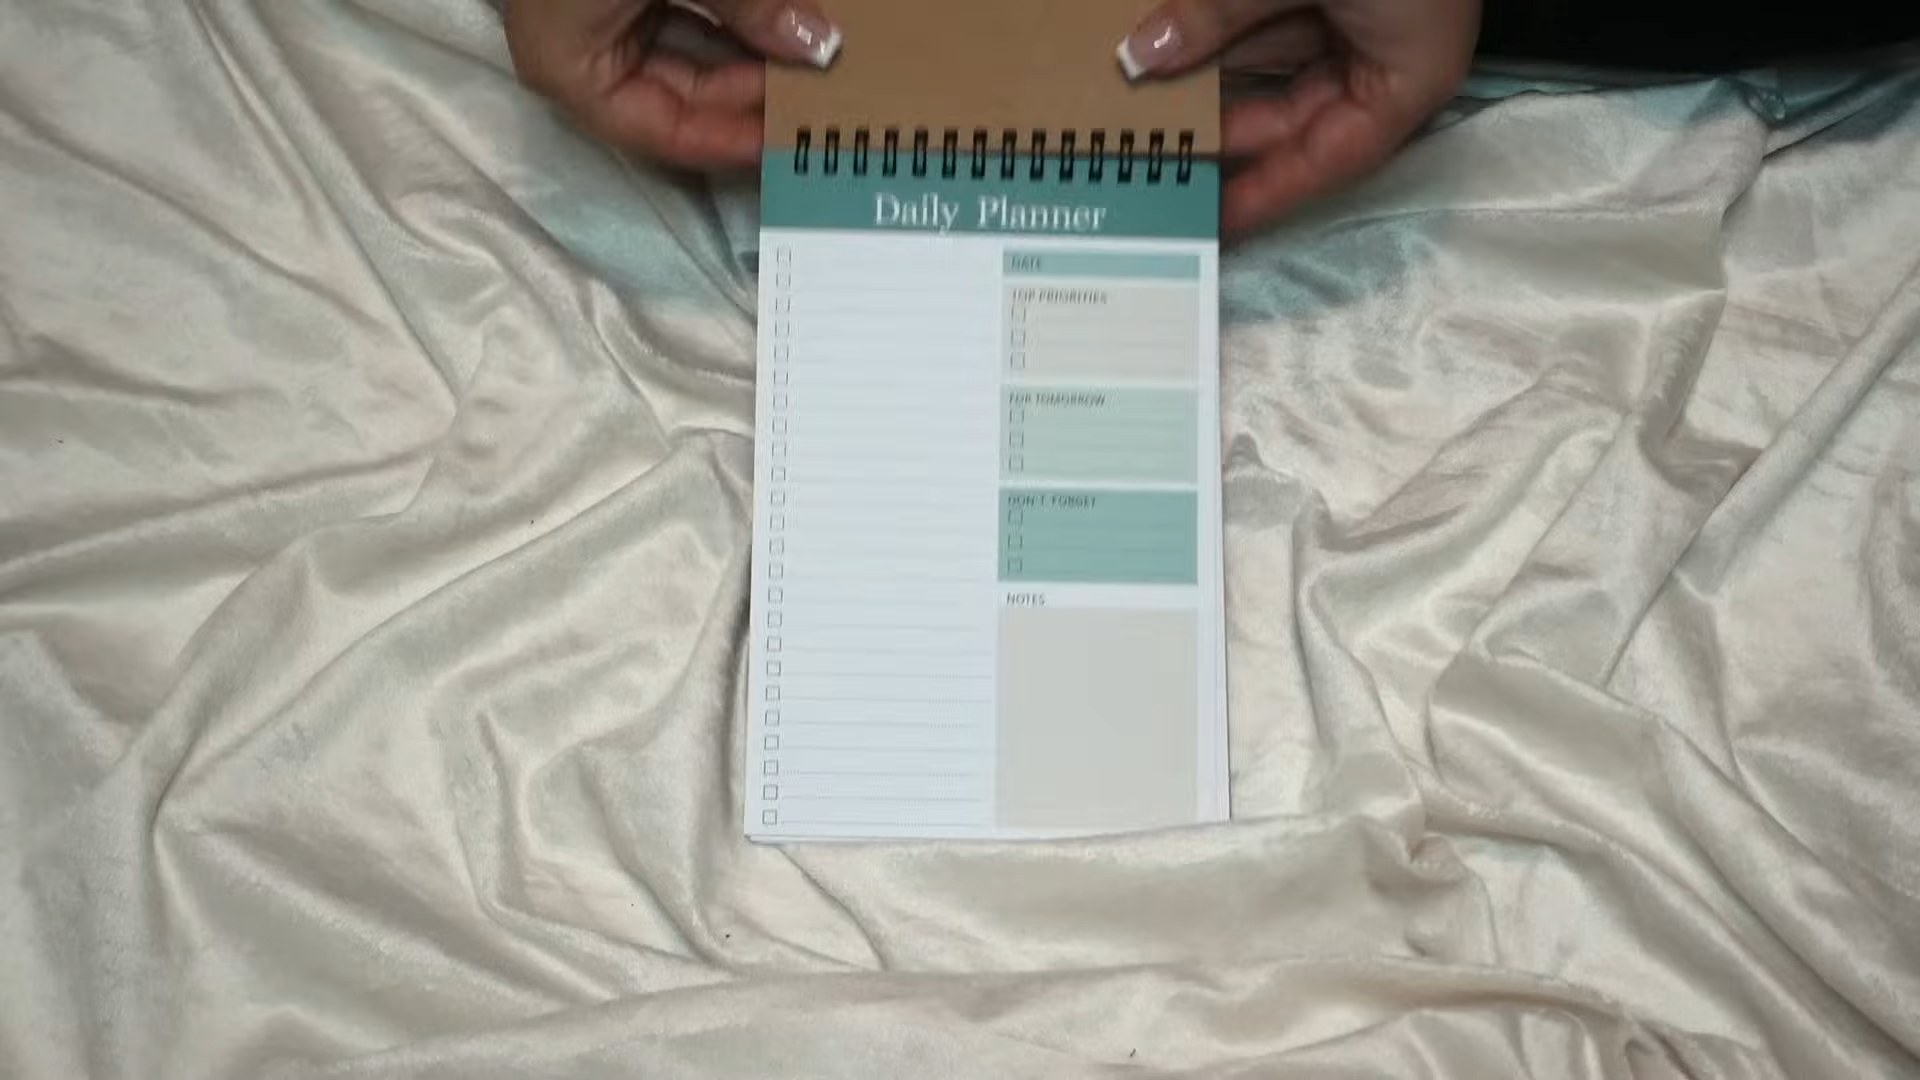 Daily Planner
DATE
TOP PRIORITIES
FOR TOMORROW
DON'T FORGET
NOTES